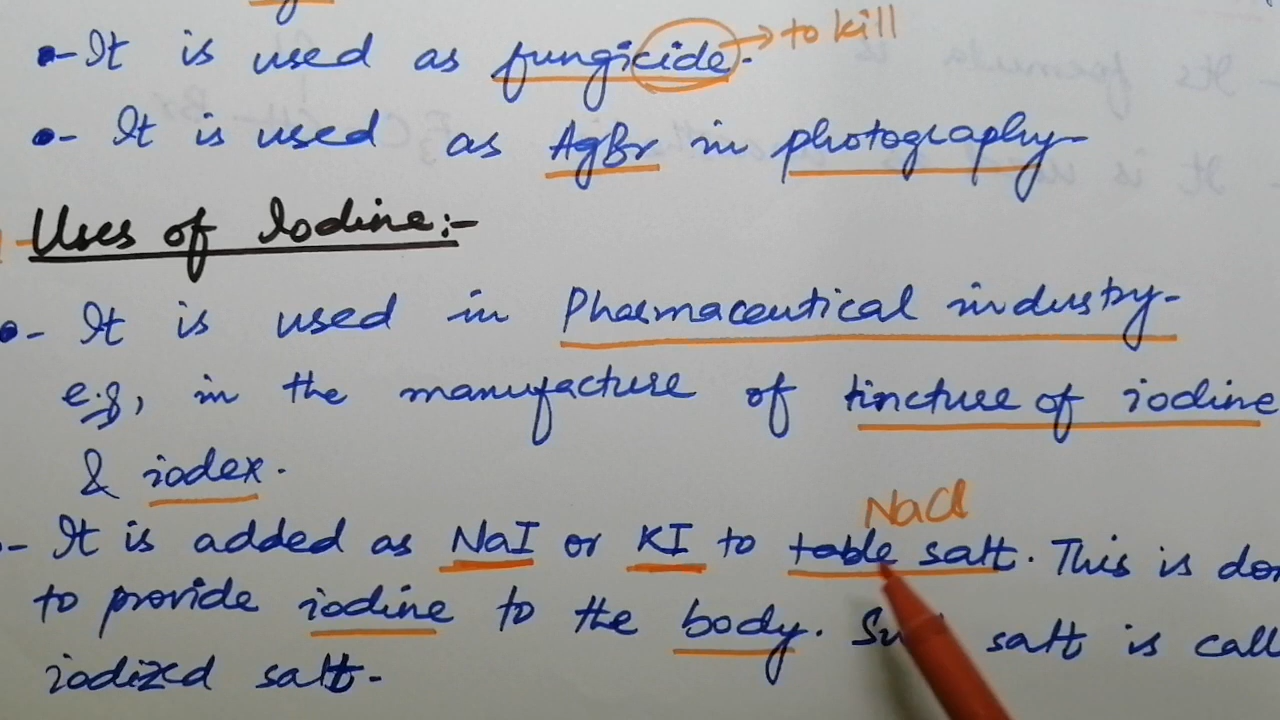 •- It is used as fungicide. → to kill
•- It is used as AgBr in photography-
Uses of Iodine:-
•- It is used in Pharmaceutical industry-
e.g, in the manufacture of tincture of iodine
& iodex.
NaCl
- It is added as NaI or KI to table salt. This is
to provide iodine to the body. salt is
iodized salt.